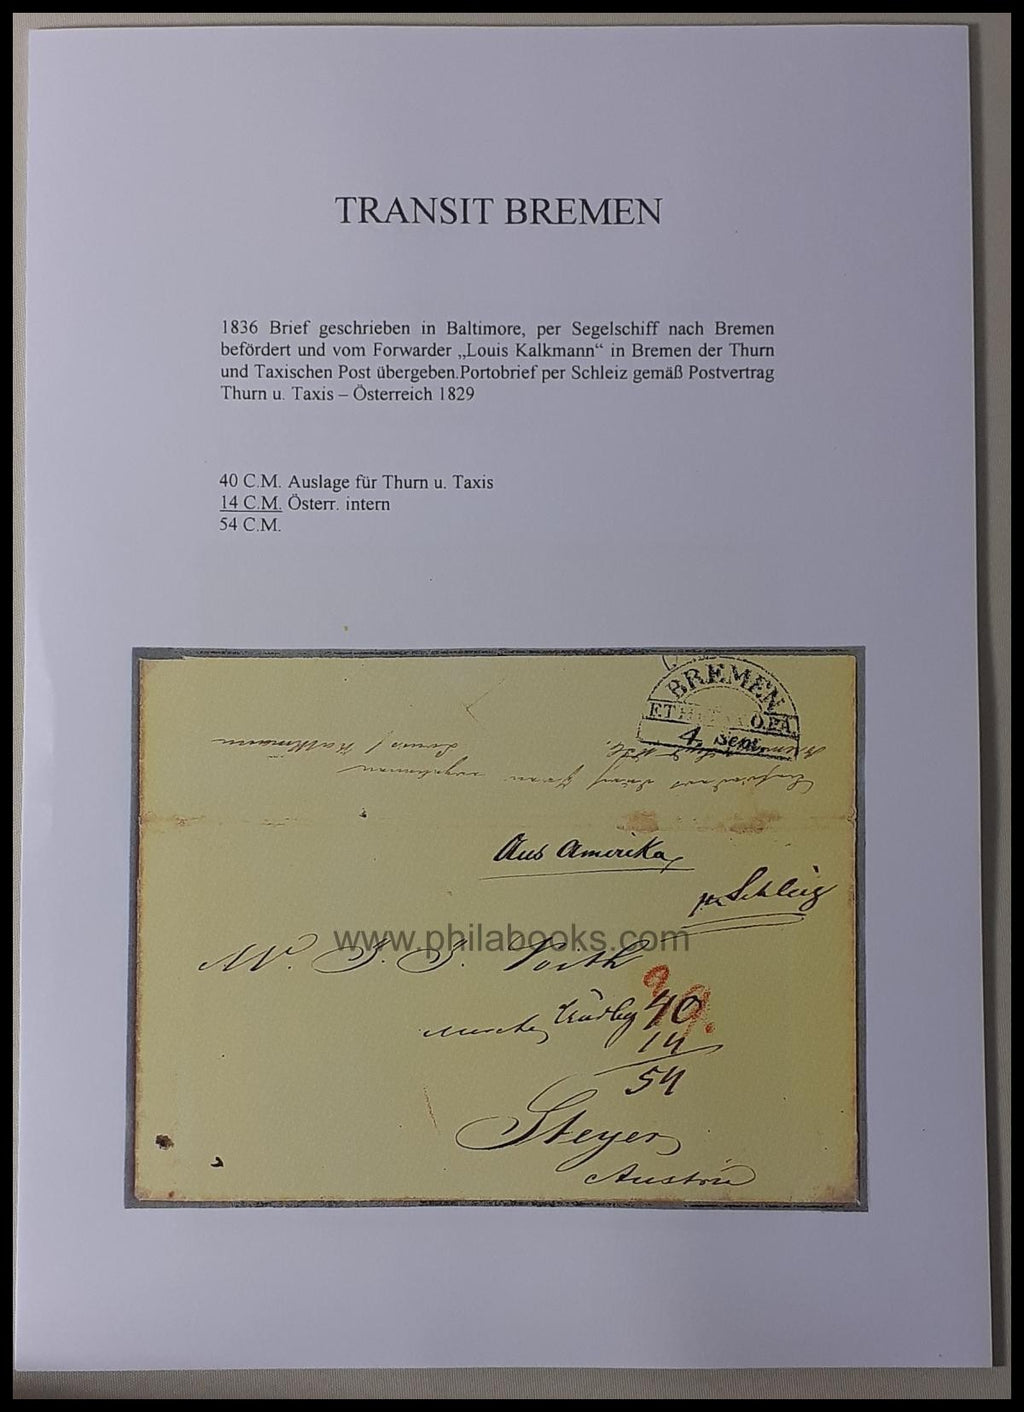 TRANSIT BREMEN
1836 Brief geschrieben in Baltimore, per Segelschiff nach Bremen
befördert und vom Forwarder „Louis Kalkmann“ in Bremen der Thurn
und Taxischen Post übergeben.Portobrief per Schleiz gemäß Postvertrag
Thurn u. Taxis – Österreich 1829
40 C.M. Auslage für Thurn u. Taxis
14 C.M. Österr. intern
54 C.M.
BREMEN
4. Sept.
Louis Kalkmann
Aus Amerika
per Schleiz
www.philabooks.com
40
14
54
Steyer
Austria